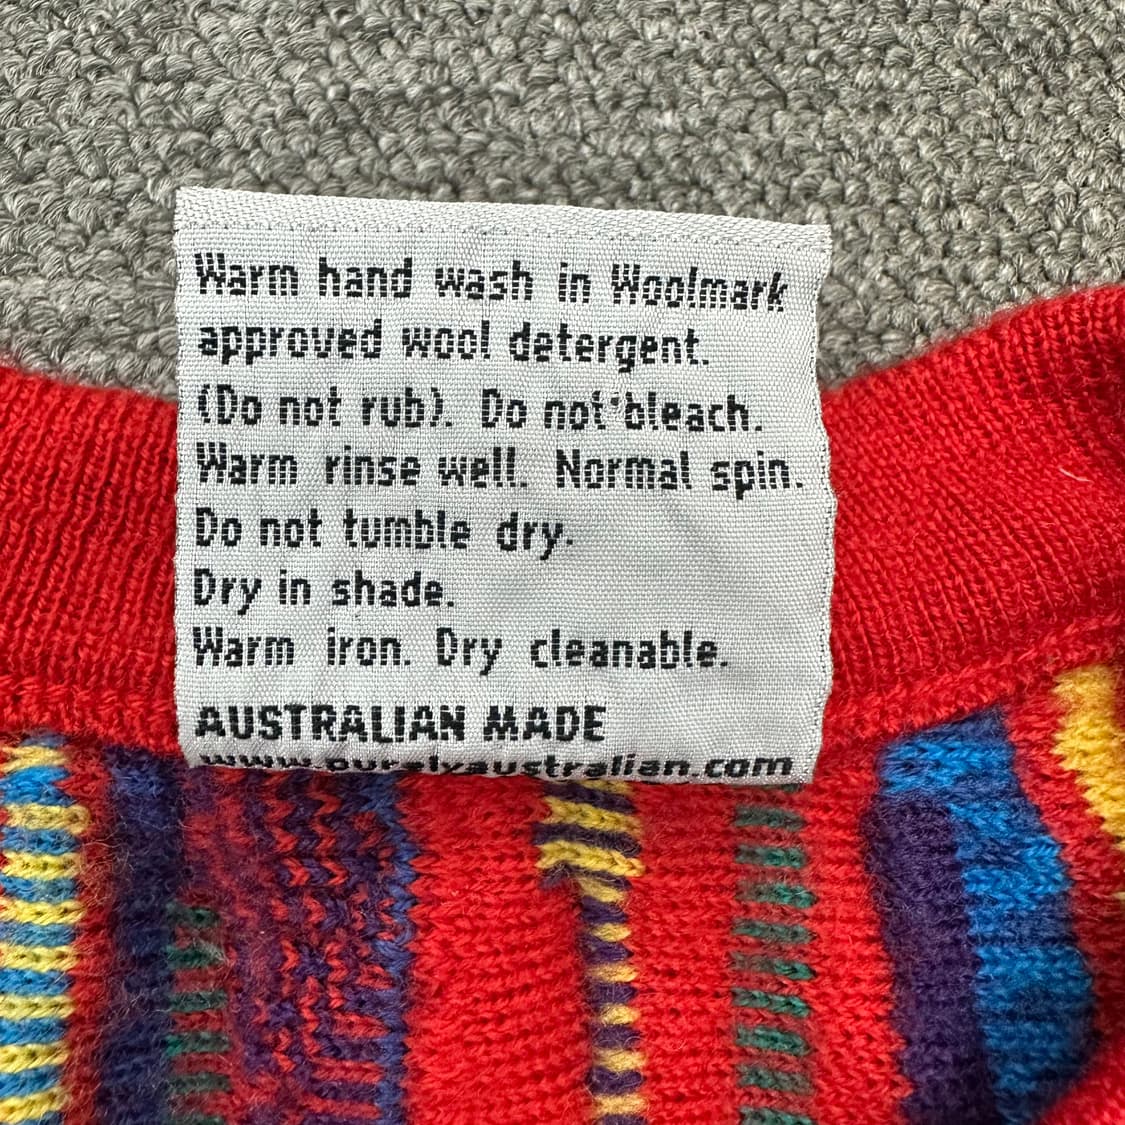 Warm hand wash in Woolmark
approved wool detergent.
(Do not rub). Do not bleach.
Warm rinse well. Normal spin.
Do not tumble dry.
Dry in shade.
Warm iron. Dry cleanable.
AUSTRALIAN MADE
www.purelyaustralian.com